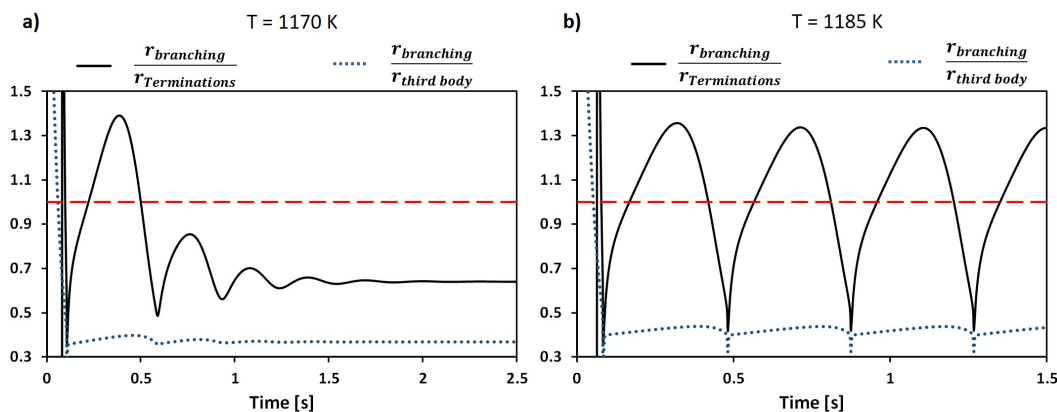 a) T = 1170 K
r_branching / r_Terminations
r_branching / r_third body
1.5
1.3
1.1
0.9
0.7
0.5
0.3
0 0.5 1 1.5 2 2.5
Time [s]
b) T = 1185 K
r_branching / r_Terminations
r_branching / r_third body
1.5
1.3
1.1
0.9
0.7
0.5
0.3
0 0.5 1 1.5
Time [s]